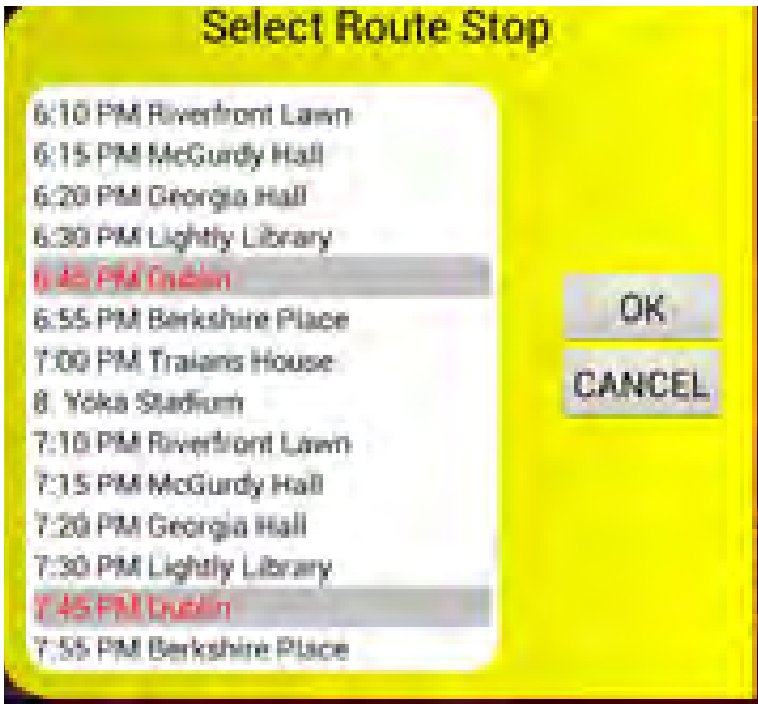 Select Route Stop
6:10 PM Riverfront Lawn
6:15 PM McGurdy Hall
6:20 PM Georgia Hall
6:30 PM Lightly Library
6:45 PM Dublin
6:55 PM Berkshire Place
7:00 PM Traians House
8. Yoka Stadium
7:10 PM Riverfront Lawn
7:15 PM McGurdy Hall
7:20 PM Georgia Hall
7:30 PM Lightly Library
7:45 PM Dublin
7:55 PM Berkshire Place
OK
CANCEL